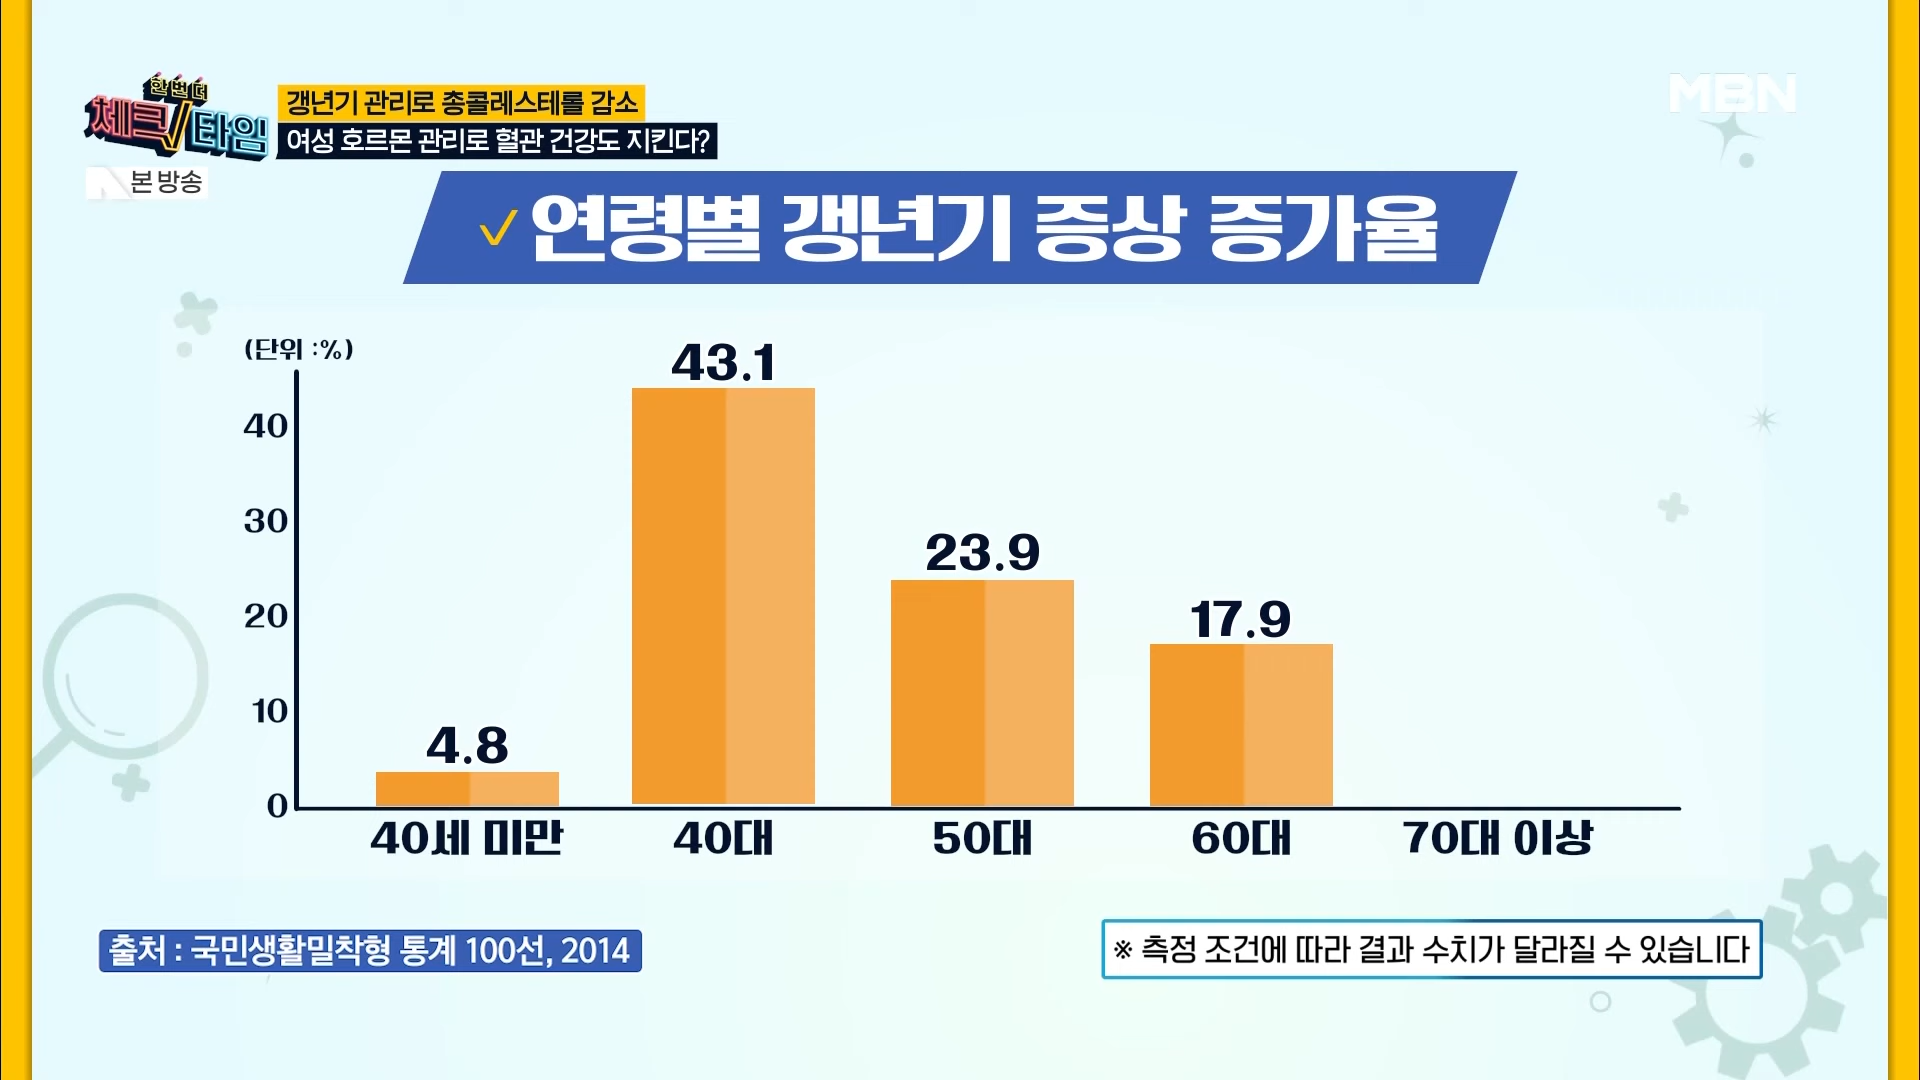 한 번 더
체크타임
본 방송
갱년기 관리로 총콜레스테롤 감소
여성 호르몬 관리로 혈관 건강도 지킨다?
MBN
연령별 갱년기 증상 증가율
(단위 :%)
40
30
20
10
0
4.8
43.1
23.9
17.9
40세 미만
40대
50대
60대
70대 이상
출처 : 국민생활밀착형 통계 100선, 2014
※ 측정 조건에 따라 결과 수치가 달라질 수 있습니다